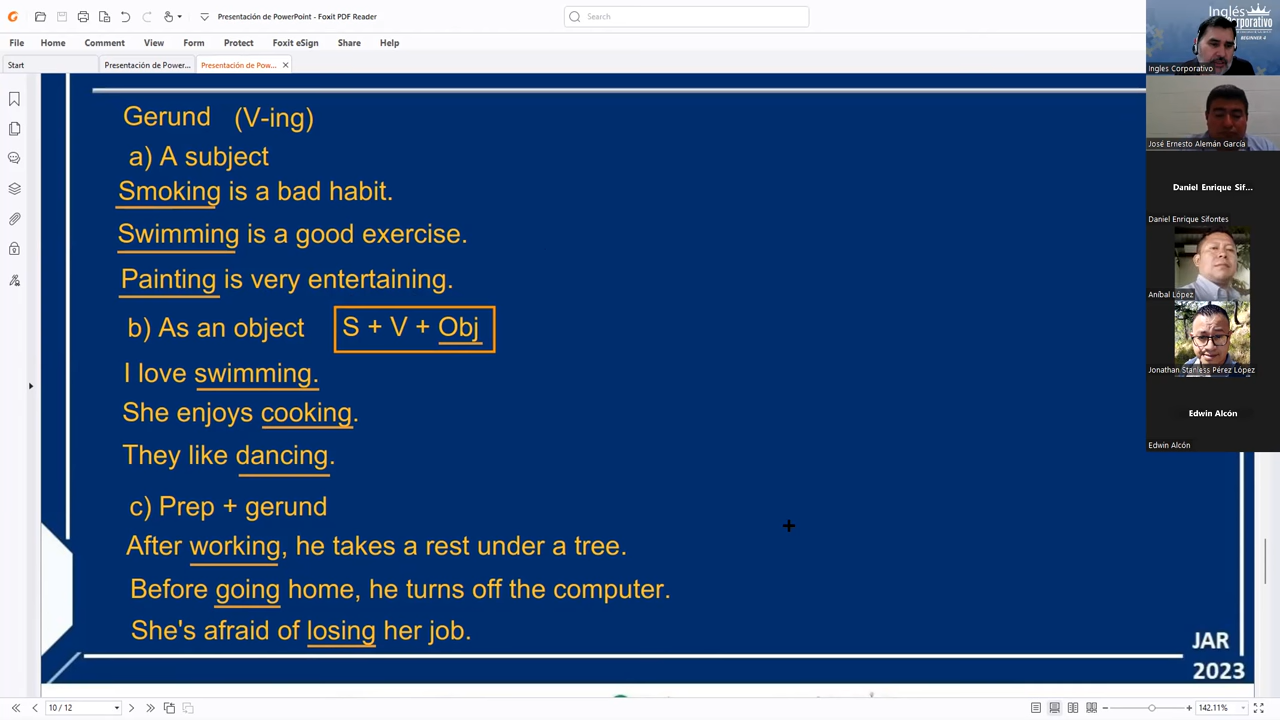 Presentación de PowerPoint - Foxit PDF Reader
Search
File Home Comment View Form Protect Foxit eSign Share Help
Start Presentación de Power... Presentación de Pow...
Gerund (V-ing)
a) A subject
Smoking is a bad habit.
Swimming is a good exercise.
Painting is very entertaining.
b) As an object S + V + Obj
I love swimming.
She enjoys cooking.
They like dancing.
c) Prep + gerund
After working, he takes a rest under a tree.
Before going home, he turns off the computer.
She's afraid of losing her job.
JAR
2023
Inglés
Corporativo
BEGINNER 4
Ingles Corporativo
José Ernesto Alemán García
Daniel Enrique Sif...
Daniel Enrique Sifontes
Aníbal López
Jonathan Stanless Pérez López
Edwin Alcón
Edwin Alcón
10 / 12
142.11%